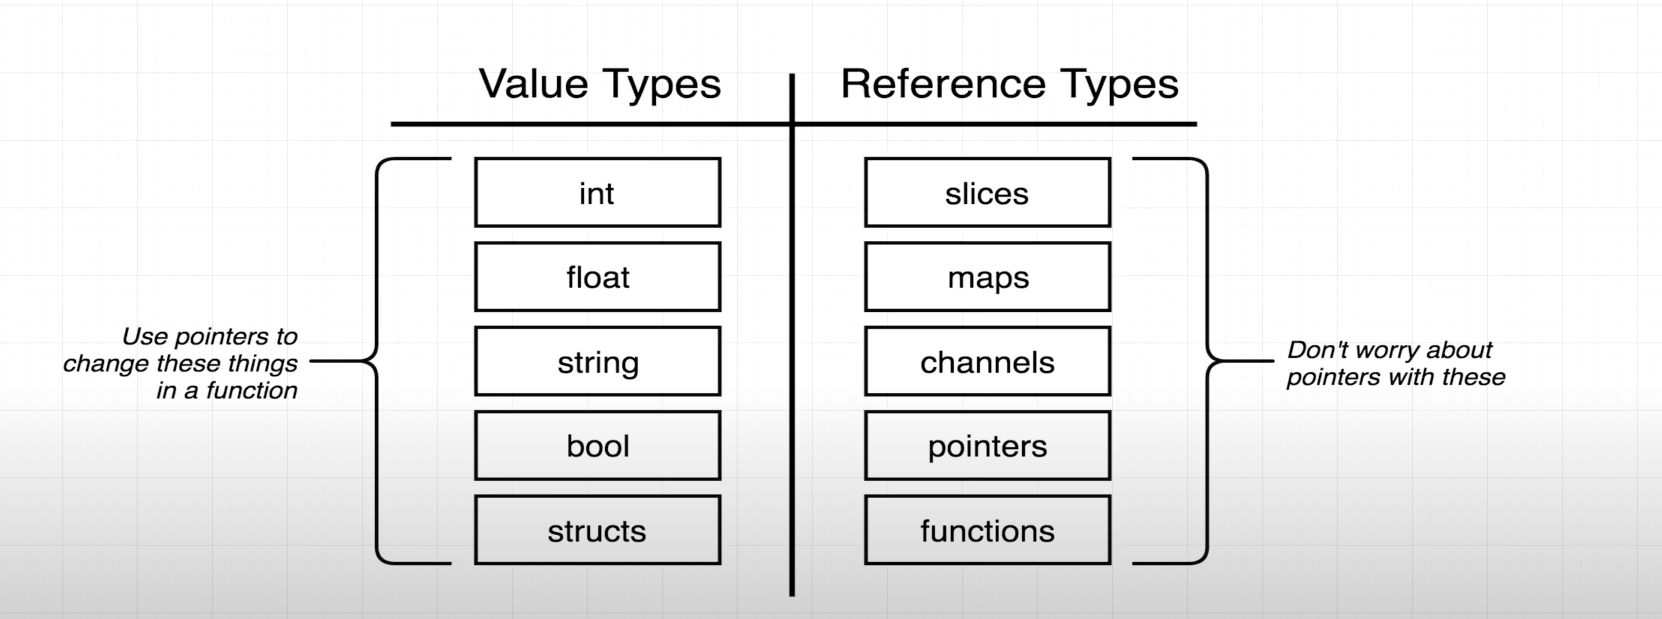 Value Types
Reference Types
int
slices
float
maps
Use pointers to
change these things
in a function
string
channels
Don't worry about
pointers with these
bool
pointers
structs
functions